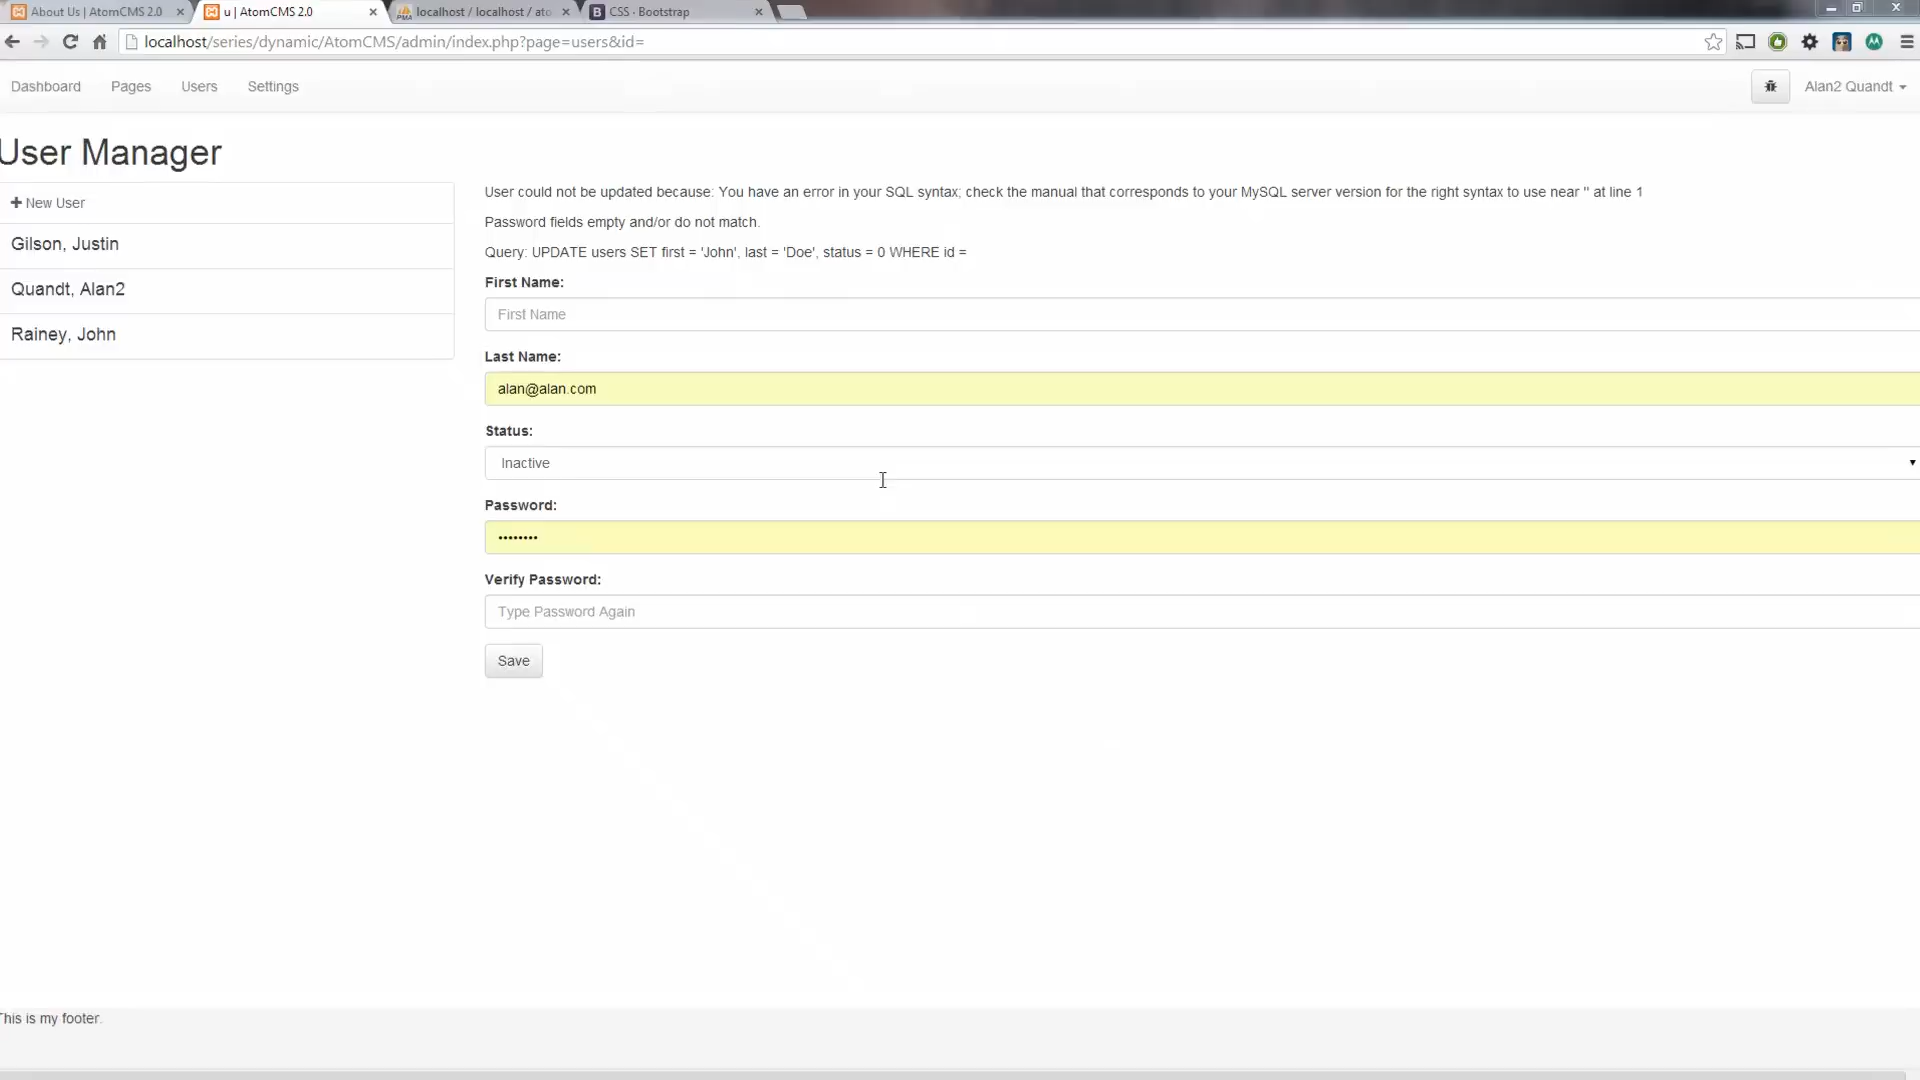 About Us | AtomCMS 2.0
u | AtomCMS 2.0
localhost / localhost / ato
CSS · Bootstrap
localhost/series/dynamic/AtomCMS/admin/index.php?page=users&id=
Dashboard Pages Users Settings
Alan2 Quandt
User Manager
New User
Gilson, Justin
Quandt, Alan2
Rainey, John
User could not be updated because: You have an error in your SQL syntax; check the manual that corresponds to your MySQL server version for the right syntax to use near '' at line 1
Password fields empty and/or do not match.
Query: UPDATE users SET first = 'John', last = 'Doe', status = 0 WHERE id =
First Name:
First Name
Last Name:
alan@alan.com
Status:
Inactive
Password:
••••••••
Verify Password:
Type Password Again
Save
This is my footer.